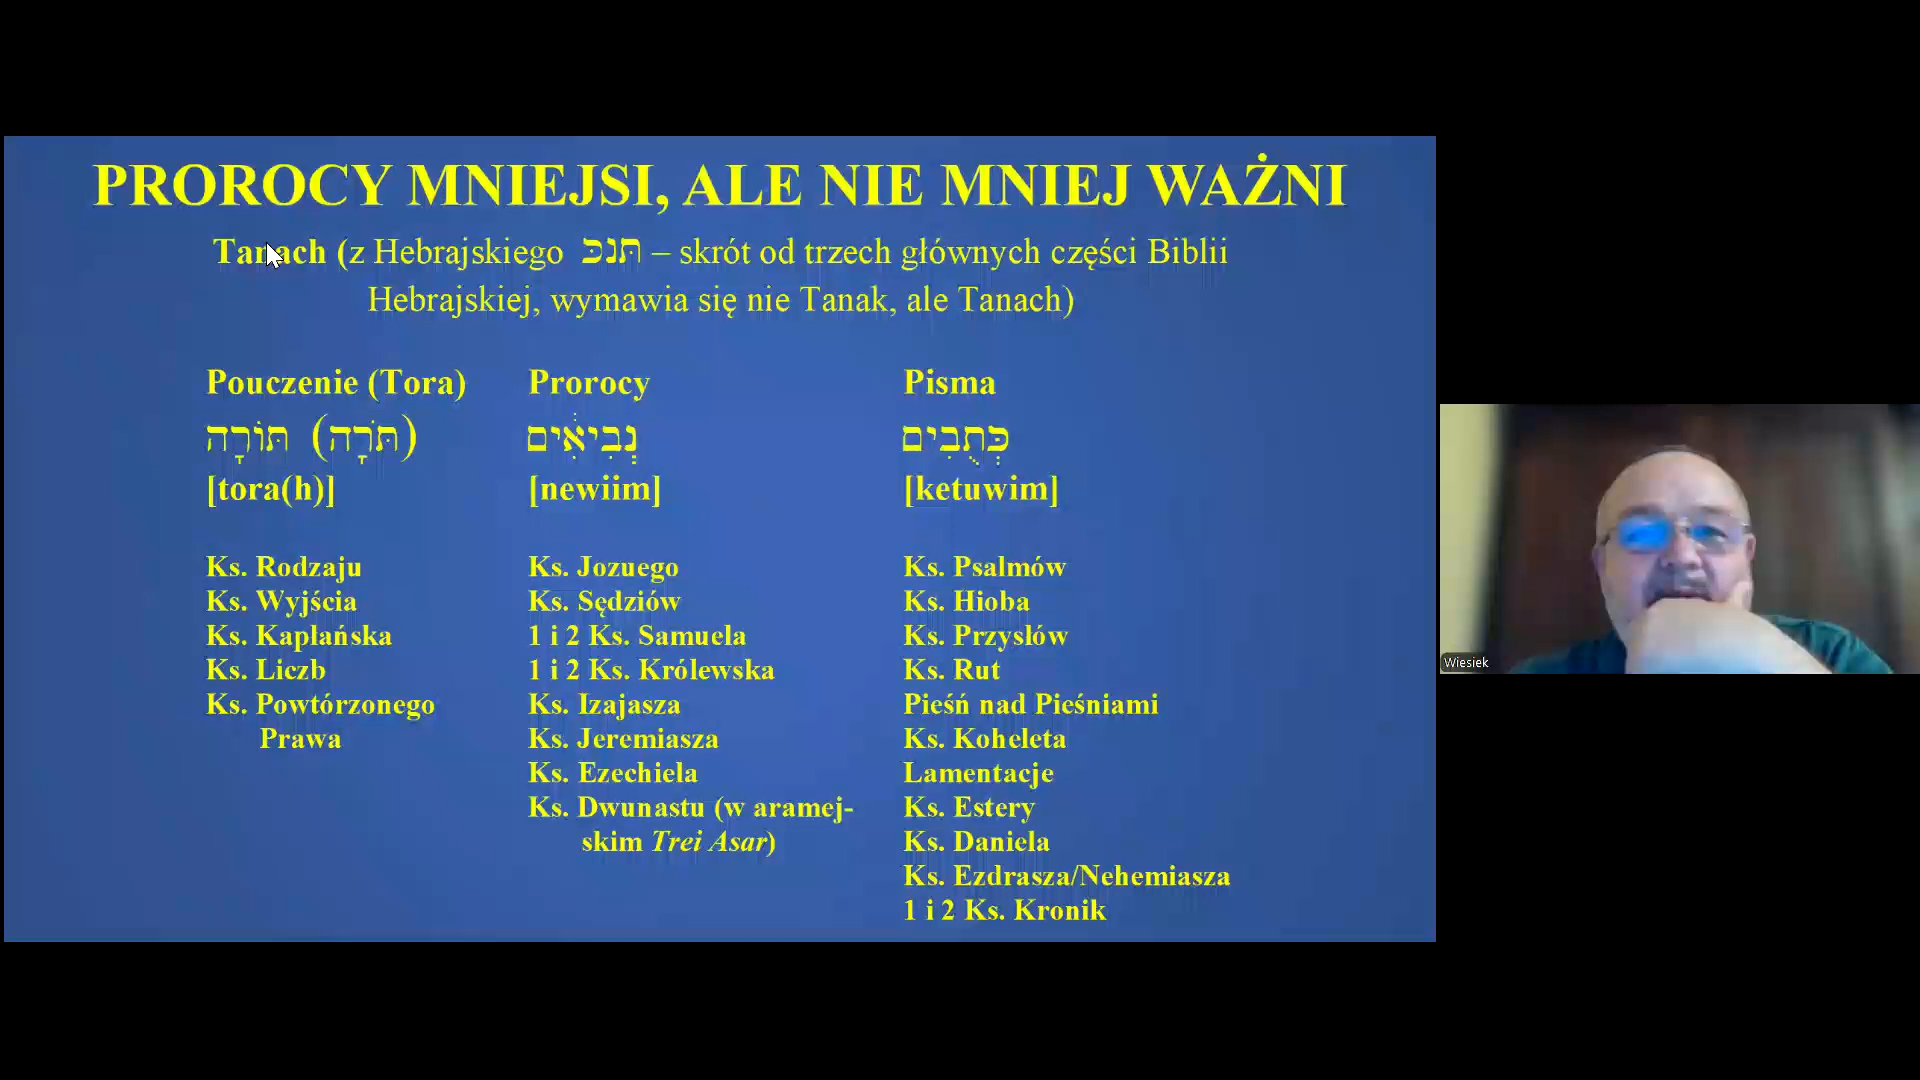 PROROCY MNIEJSI, ALE NIE MNIEJ WAŻNI
Tanach (z Hebrajskiego תּנכּ – skrót od trzech głównych części Biblii
Hebrajskiej, wymawia się nie Tanak, ale Tanach)
Pouczenie (Tora)
תּוֹרָה (תֹּרָה)
[tora(h)]
Ks. Rodzaju
Ks. Wyjścia
Ks. Kapłańska
Ks. Liczb
Ks. Powtórzonego
Prawa
Prorocy
נְבִיאִים
[newiim]
Ks. Jozuego
Ks. Sędziów
1 i 2 Ks. Samuela
1 i 2 Ks. Królewska
Ks. Izajasza
Ks. Jeremiasza
Ks. Ezechiela
Ks. Dwunastu (w aramej-
skim Trei Asar)
Pisma
כְּתֻבִים
[ketuwim]
Ks. Psalmów
Ks. Hioba
Ks. Przysłów
Ks. Rut
Pieśń nad Pieśniami
Ks. Koheleta
Lamentacje
Ks. Estery
Ks. Daniela
Ks. Ezdrasza/Nehemiasza
1 i 2 Ks. Kronik
Wiesiek